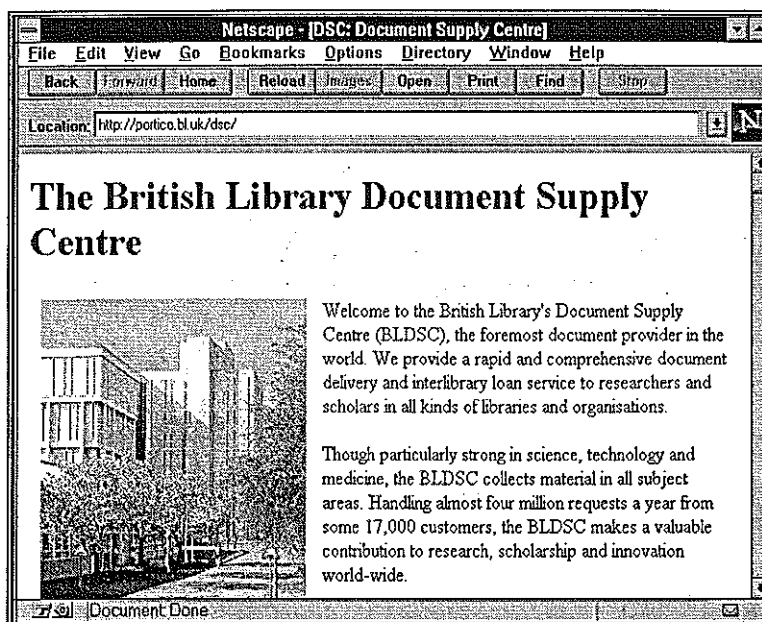 Netscape - [DSC: Document Supply Centre]
File Edit View Go Bookmarks Options Directory Window Help
Back Forward Home Reload Images Open Print Find Stop
Location: http://portico.bl.uk/dsc/
N
The British Library Document Supply
Centre
Welcome to the British Library's Document Supply
Centre (BLDSC), the foremost document provider in the
world. We provide a rapid and comprehensive document
delivery and interlibrary loan service to researchers and
scholars in all kinds of libraries and organisations.
Though particularly strong in science, technology and
medicine, the BLDSC collects material in all subject
areas. Handling almost four million requests a year from
some 17,000 customers, the BLDSC makes a valuable
contribution to research, scholarship and innovation
world-wide.
Document Done